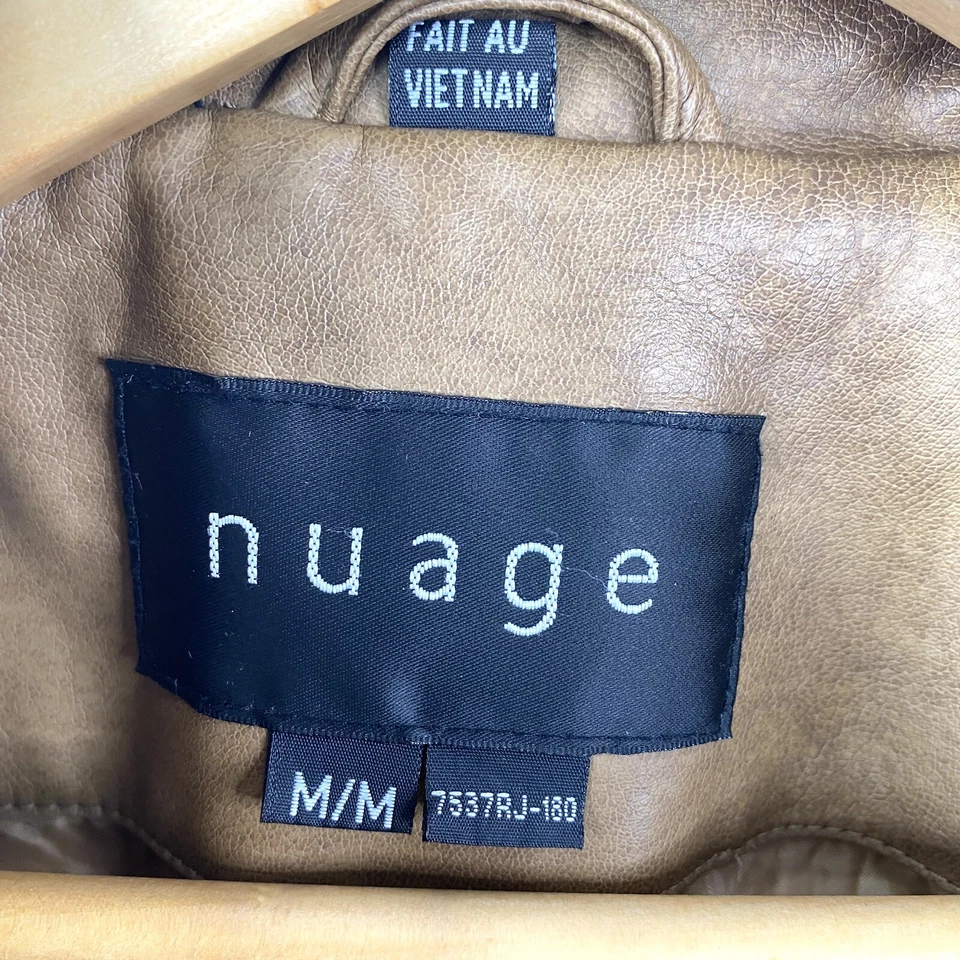 FAIT AU
VIETNAM
nuage
M/M
7537RJ-180